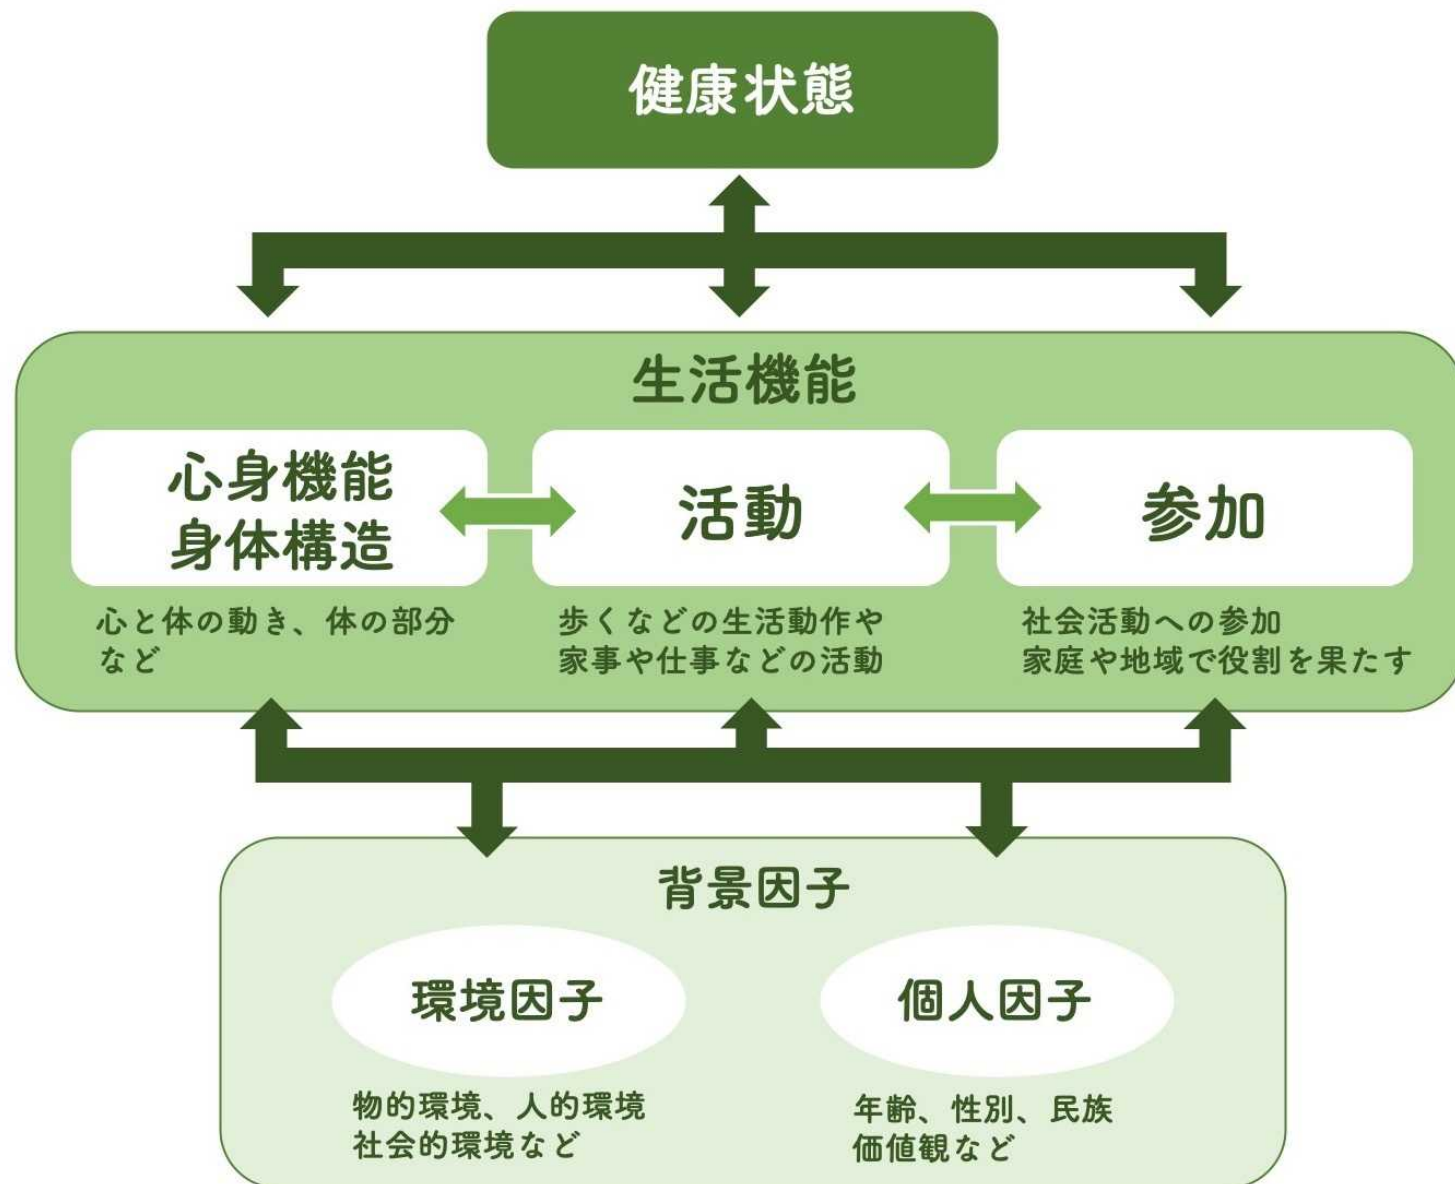 健康状態
生活機能
心身機能
身体構造
心と体の動き、体の部分
など
活動
歩くなどの生活動作や
家事や仕事などの活動
参加
社会活動への参加
家庭や地域で役割を果たす
背景因子
環境因子
物的環境、人的環境
社会的環境など
個人因子
年齢、性別、民族
価値観など